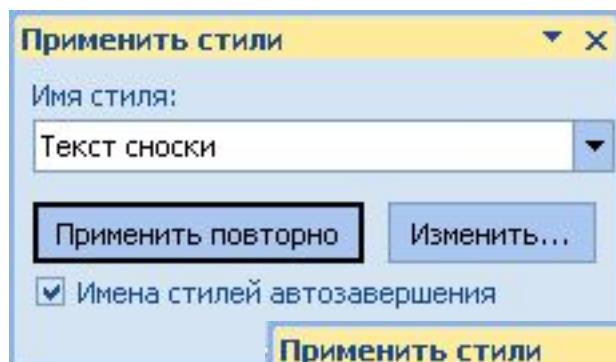 Применить стили
Имя стиля:
Текст сноски
Применить повторно Изменить...
Имена стилей автозавершения
Применить стили